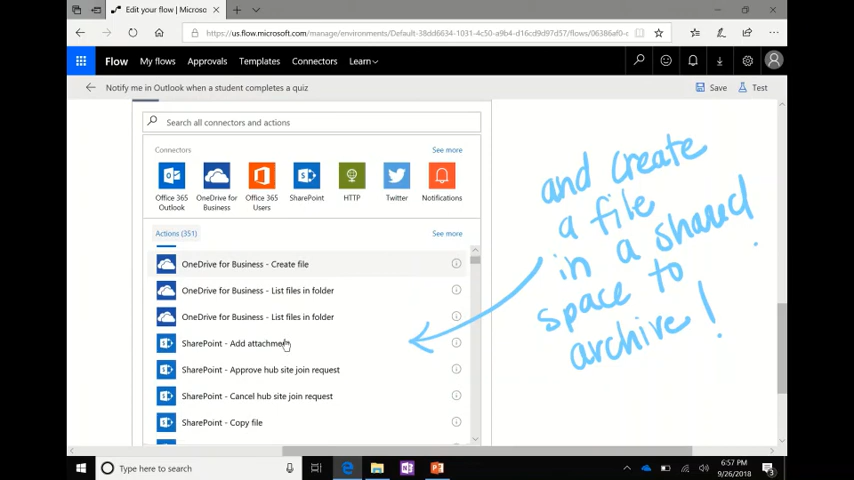 Edit your flow | Microso
https://us.flow.microsoft.com/manage/environments/Default-38dd6634-1031-4c50-a9b4-d16cd9d97d57/flows/06386af0-c
Flow My flows Approvals Templates Connectors Learn
Notify me in Outlook when a student completes a quiz
Save Test
Search all connectors and actions
Connectors See more
Office 365 Outlook
OneDrive for Business
Office 365 Users
SharePoint
HTTP
Twitter
Notifications
Actions (351) See more
OneDrive for Business - Create file
OneDrive for Business - List files in folder
OneDrive for Business - List files in folder
SharePoint - Add attachment
SharePoint - Approve hub site join request
SharePoint - Cancel hub site join request
SharePoint - Copy file
and create
a file
in a shared
space to
archive!
Type here to search
6:57 PM
9/26/2018